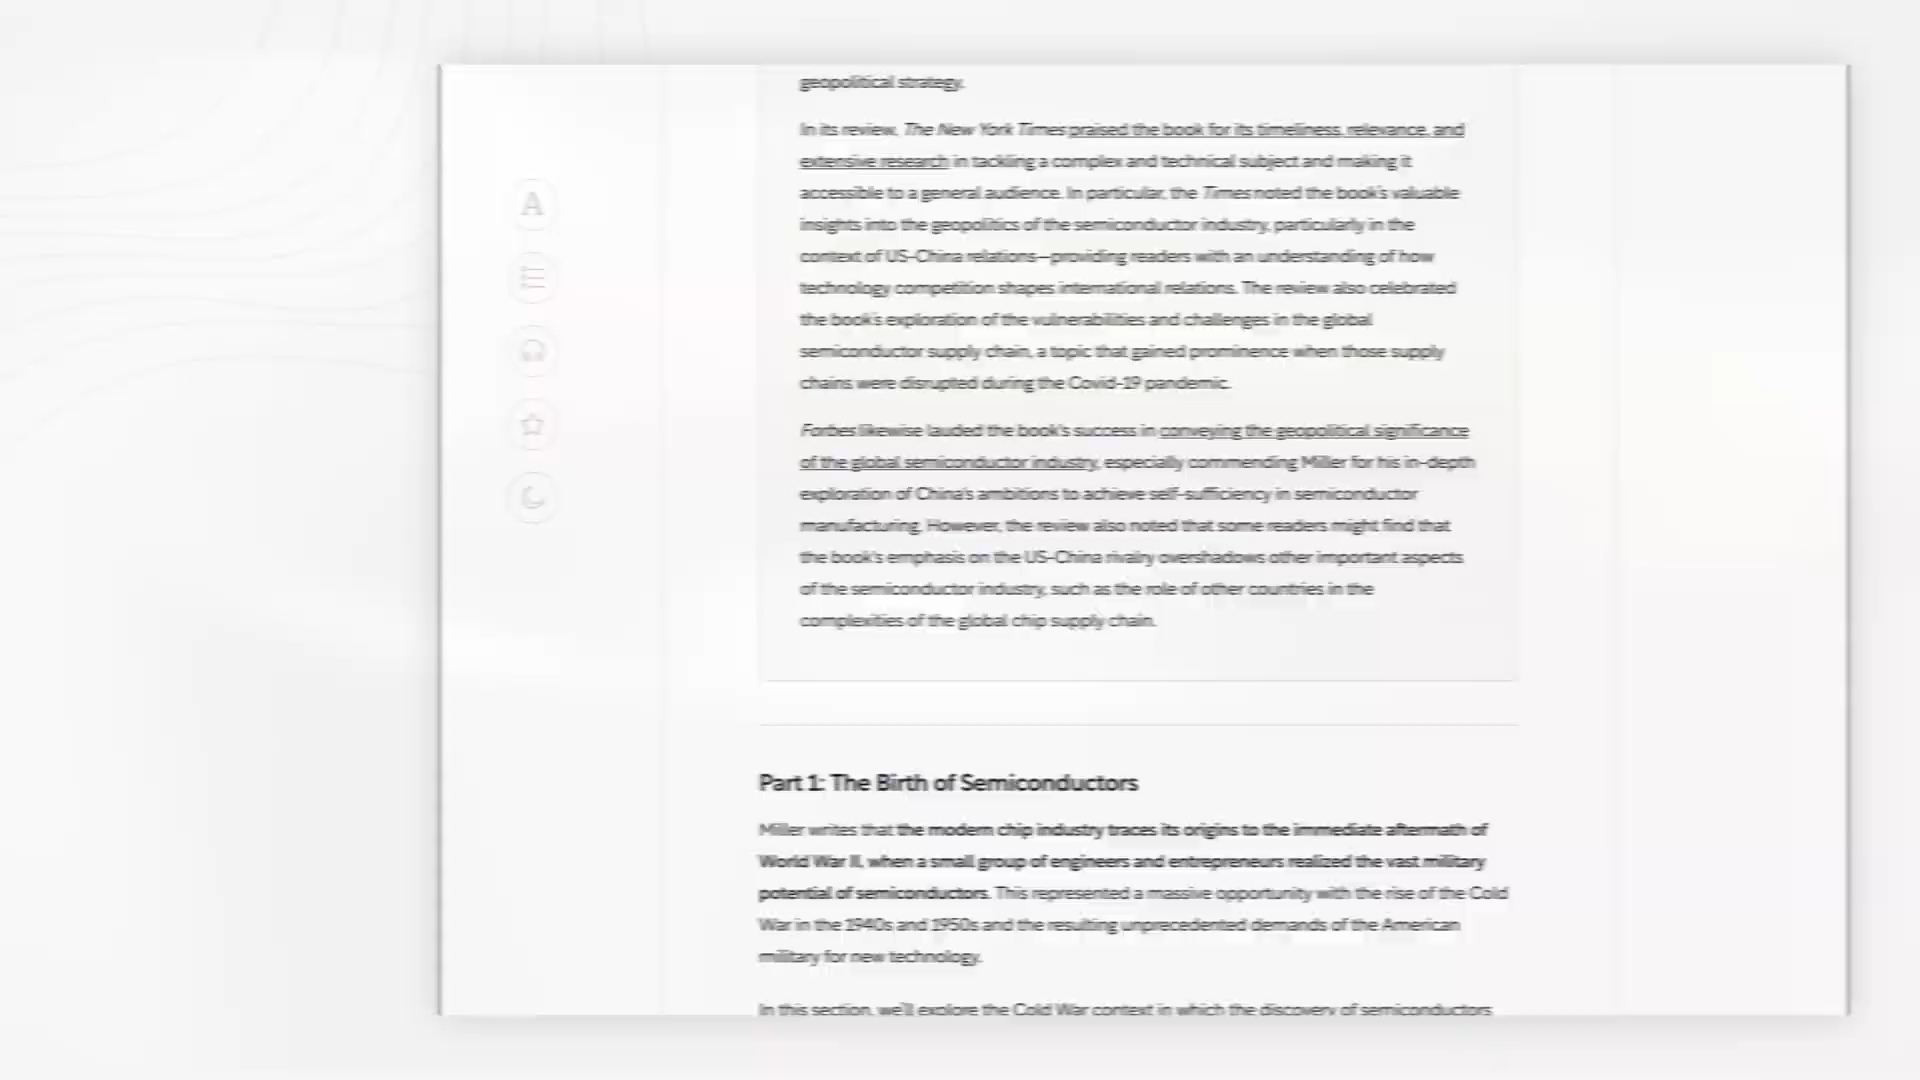 geopolitical strategy.
In its review, The New York Times praised the book for its timeliness, relevance, and
extensive research in tackling a complex and technical subject and making it
accessible to a general audience. In particular, the Times noted the book's valuable
insights into the geopolitics of the semiconductor industry, particularly in the
context of US-China relations—providing readers with an understanding of how
technology competition shapes international relations. The review also celebrated
the book's exploration of the vulnerabilities and challenges in the global
semiconductor supply chain, a topic that gained prominence when those supply
chains were disrupted during the Covid-19 pandemic.
Forbes likewise lauded the book's success in conveying the geopolitical significance
of the global semiconductor industry, especially commending Miller for his in-depth
exploration of China's ambitions to achieve self-sufficiency in semiconductor
manufacturing. However, the review also noted that some readers might find that
the book's emphasis on the US-China rivalry overshadows other important aspects
of the semiconductor industry, such as the role of other countries in the
complexities of the global chip supply chain.
A
Part 1: The Birth of Semiconductors
Miller writes that the modern chip industry traces its origins to the immediate aftermath of
World War II, when a small group of engineers and entrepreneurs realized the vast military
potential of semiconductors. This represented a massive opportunity with the rise of the Cold
War in the 1940s and 1950s and the resulting unprecedented demands of the American
military for new technology.
In this section, we'll explore the Cold War context in which the discovery of semiconductors